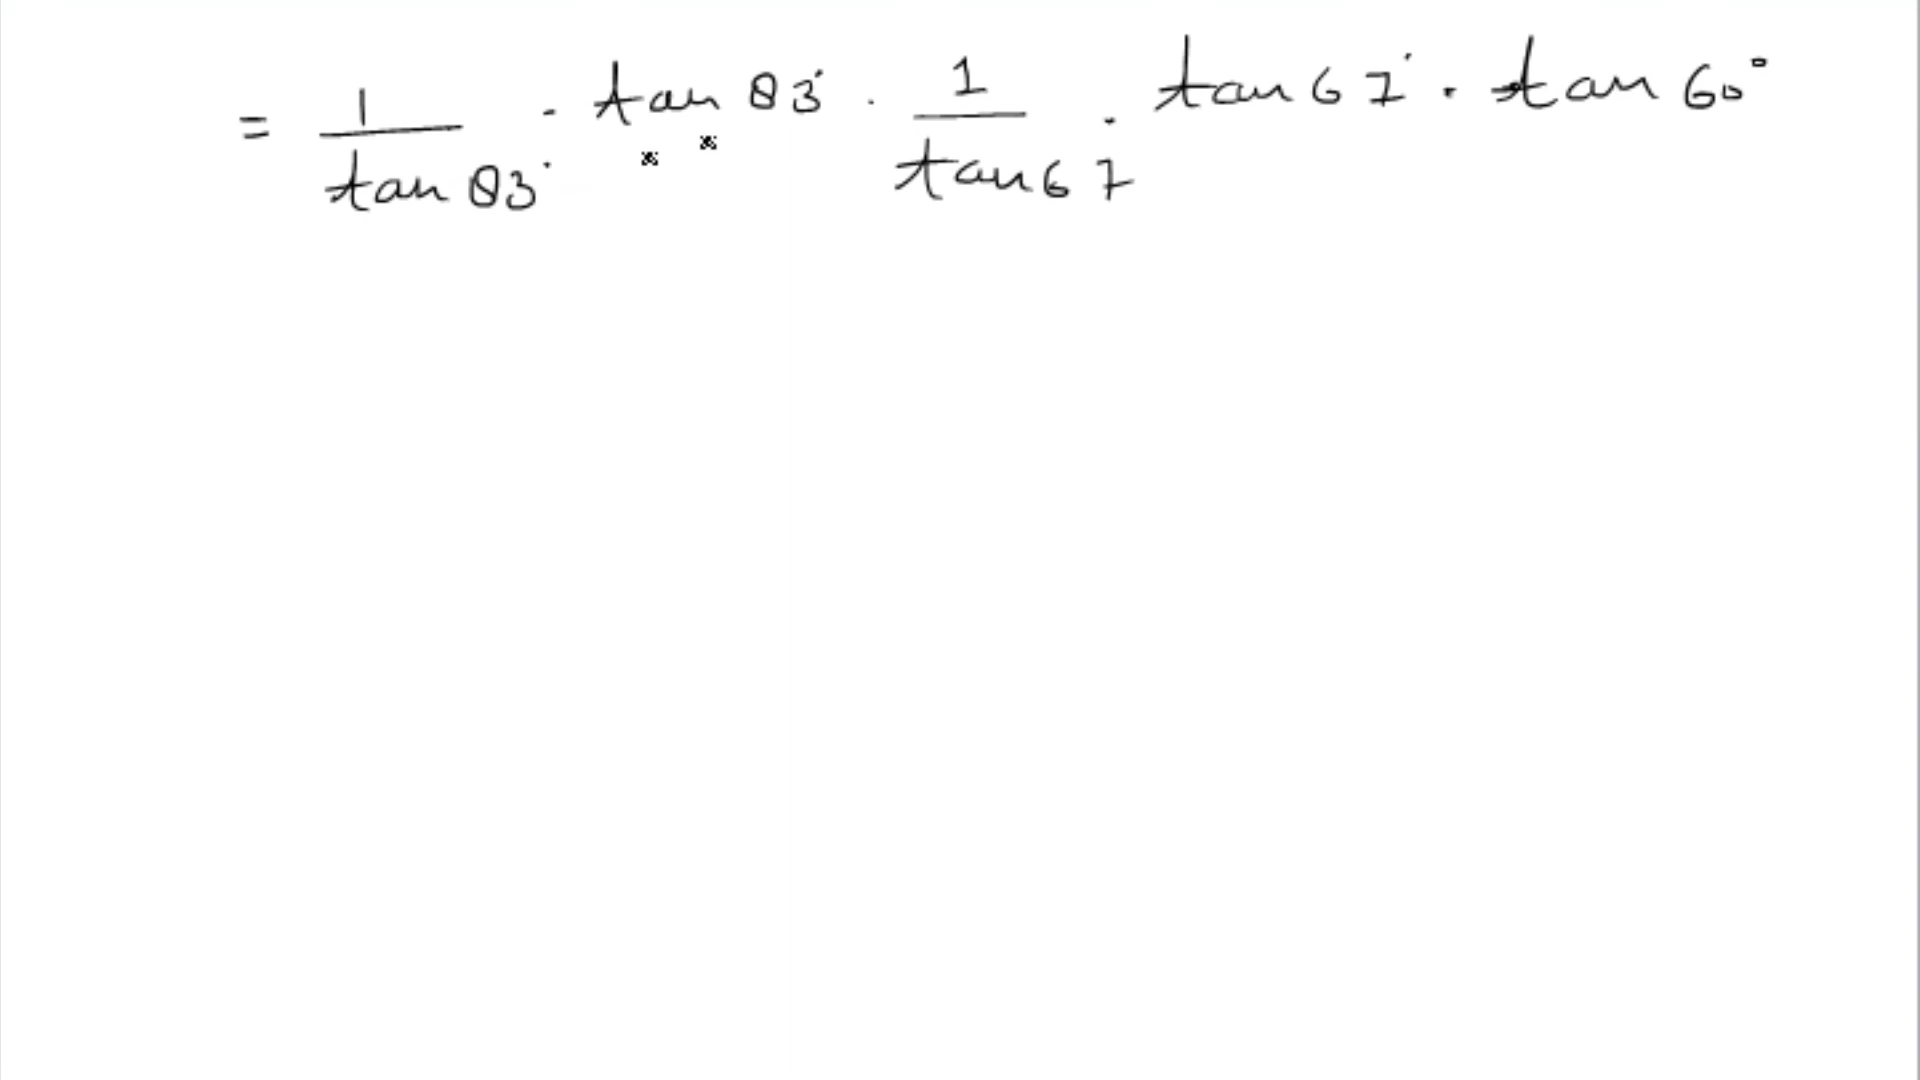 = 1/tan 83° · tan 83° · 1/tan 67 · tan 67° · tan 60°